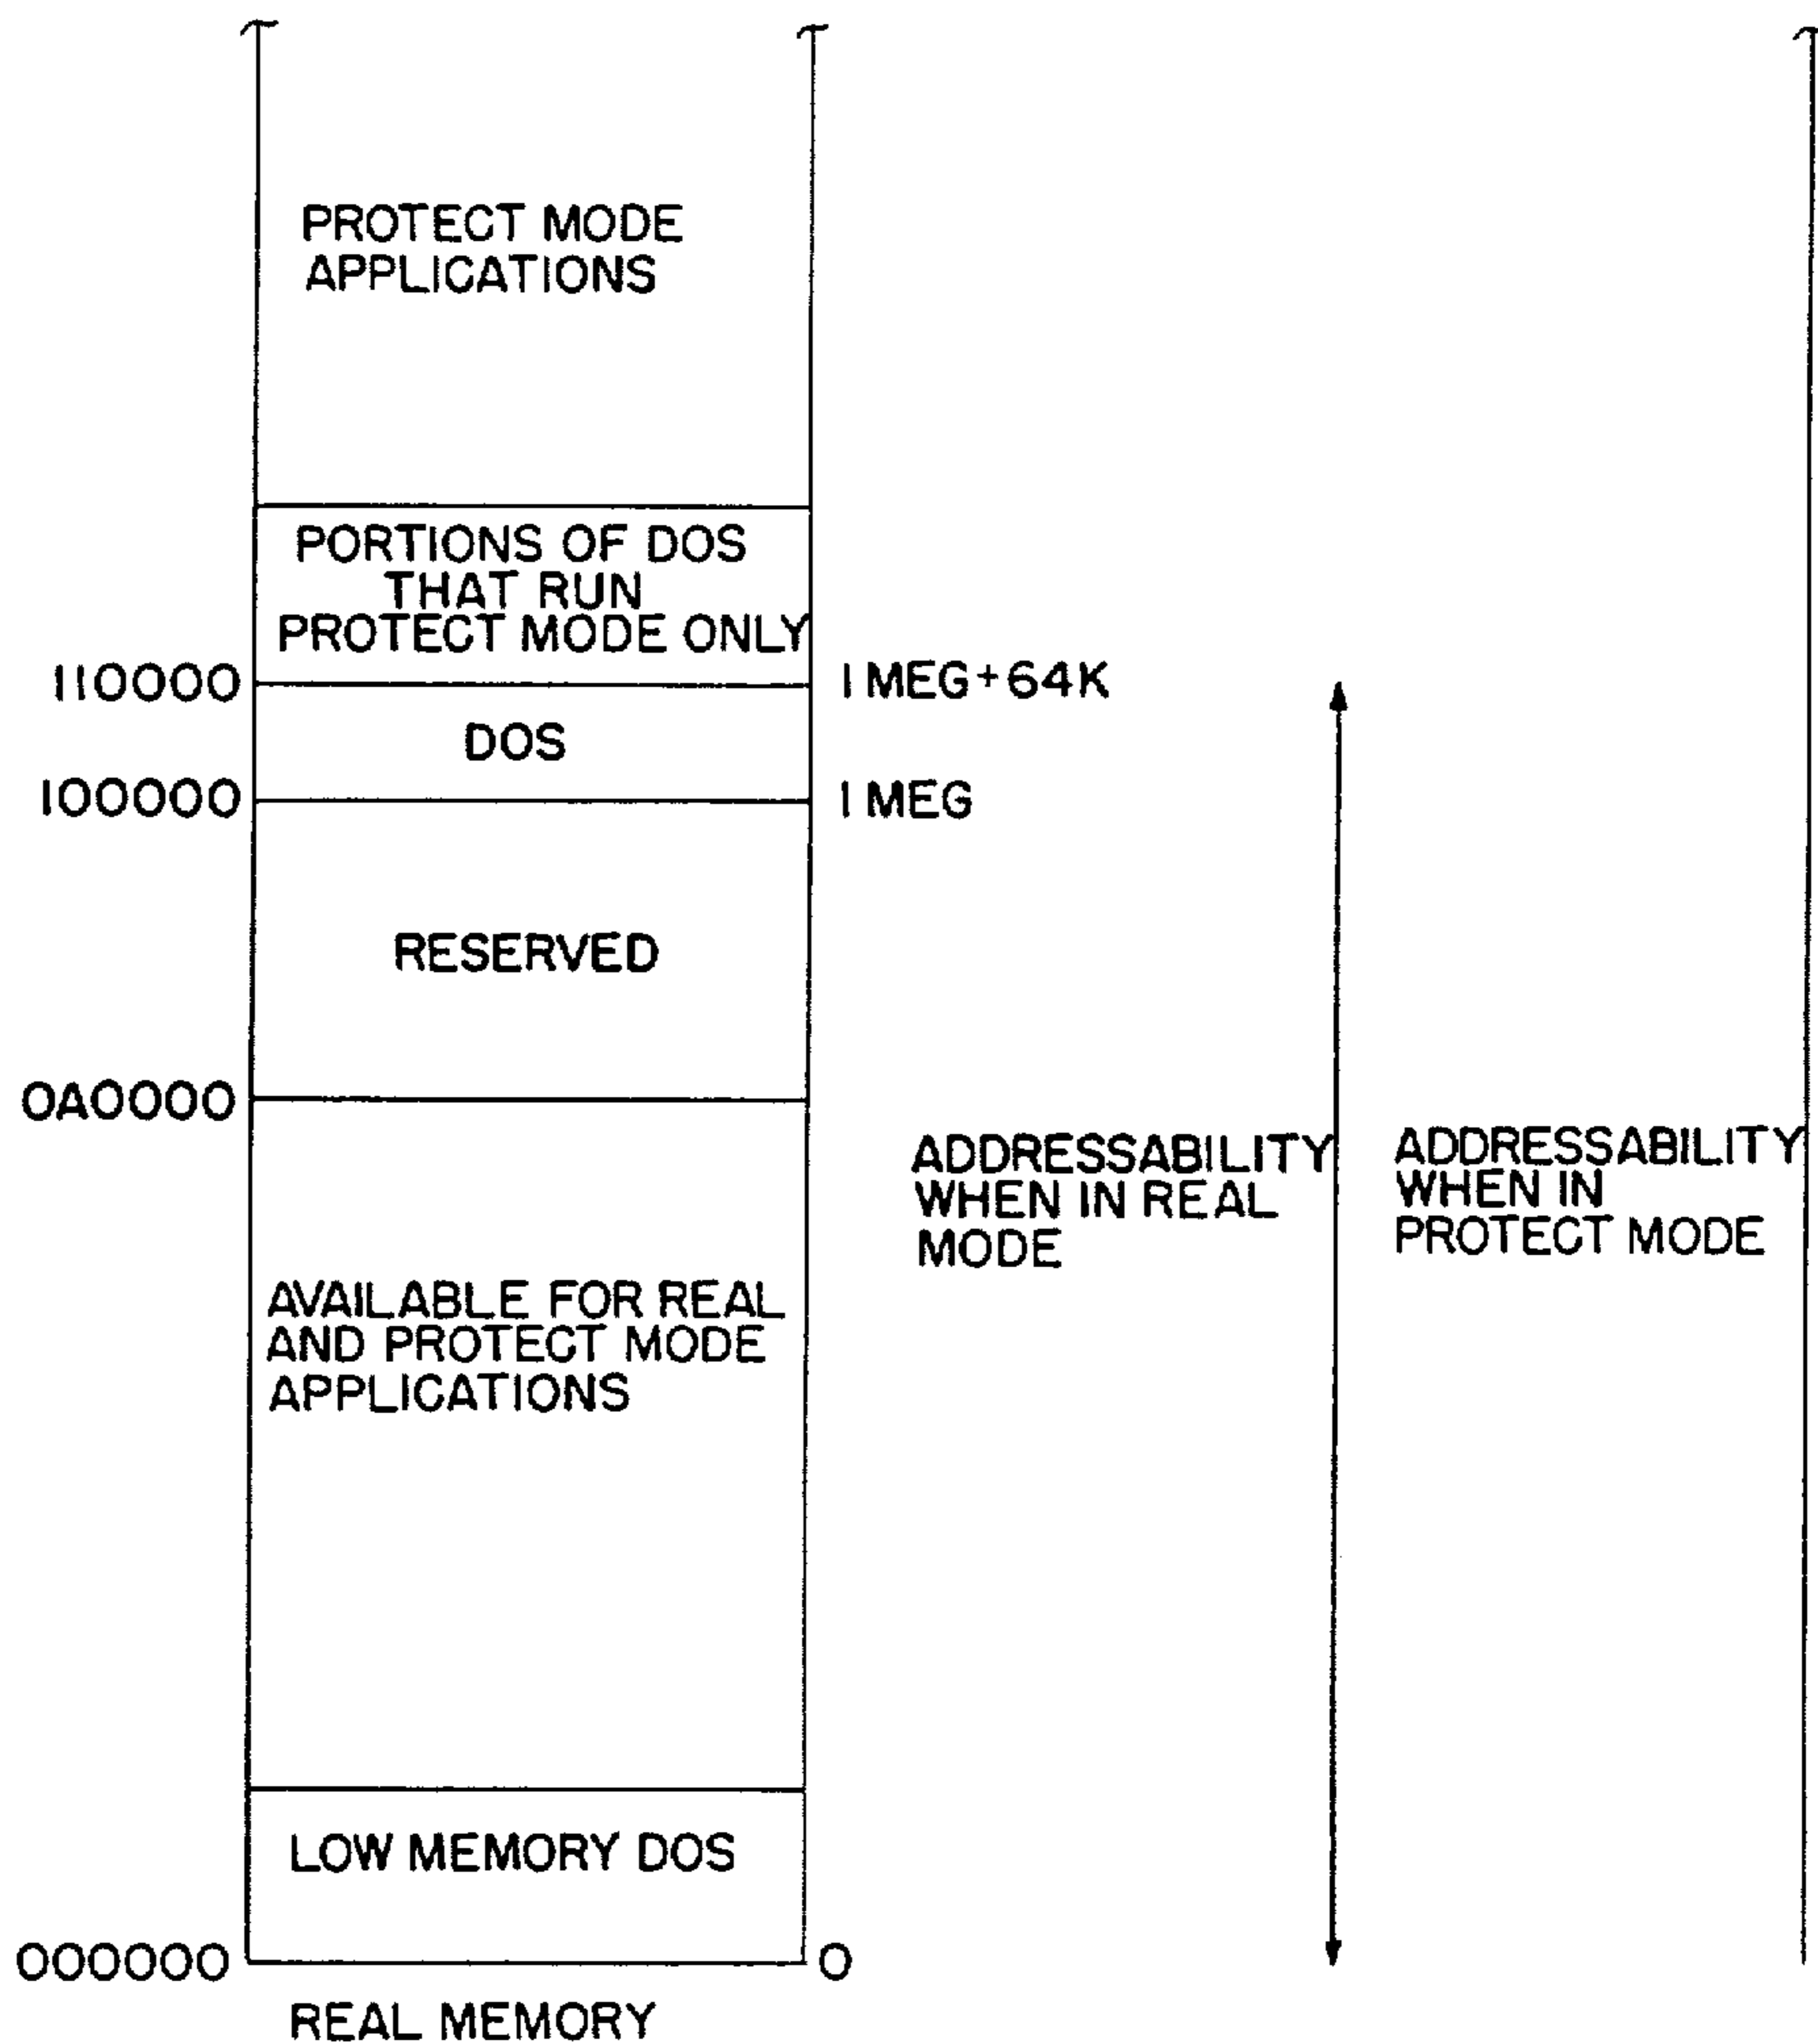 PROTECT MODE
APPLICATIONS
PORTIONS OF DOS
THAT RUN
PROTECT MODE ONLY
110000
1 MEG+64K
DOS
100000
1 MEG
RESERVED
0A0000
ADDRESSABILITY
WHEN IN REAL
MODE
ADDRESSABILITY
WHEN IN
PROTECT MODE
AVAILABLE FOR REAL
AND PROTECT MODE
APPLICATIONS
LOW MEMORY DOS
000000
0
REAL MEMORY